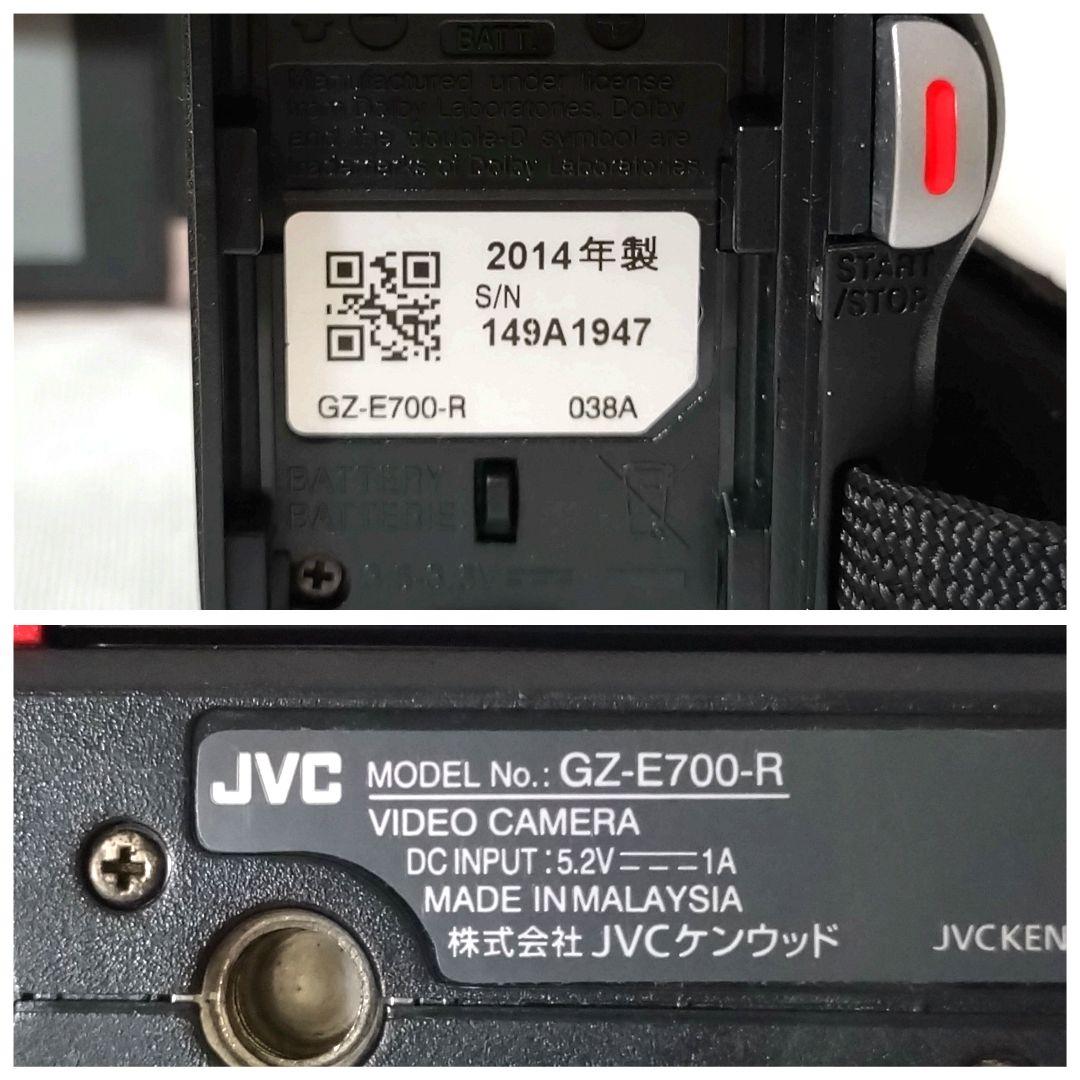 BATT.
Manufactured under license
from Dolby Laboratories. Dolby
and the double-D symbol are
trademarks of Dolby Laboratories.
2014年製
S/N
149A1947
GZ-E700-R 038A
START
/STOP
BATTERY
BATTERIE
JVC MODEL No.: GZ-E700-R
VIDEO CAMERA
DC INPUT : 5.2V 1A
MADE IN MALAYSIA
株式会社 JVCケンウッド JVCKEN